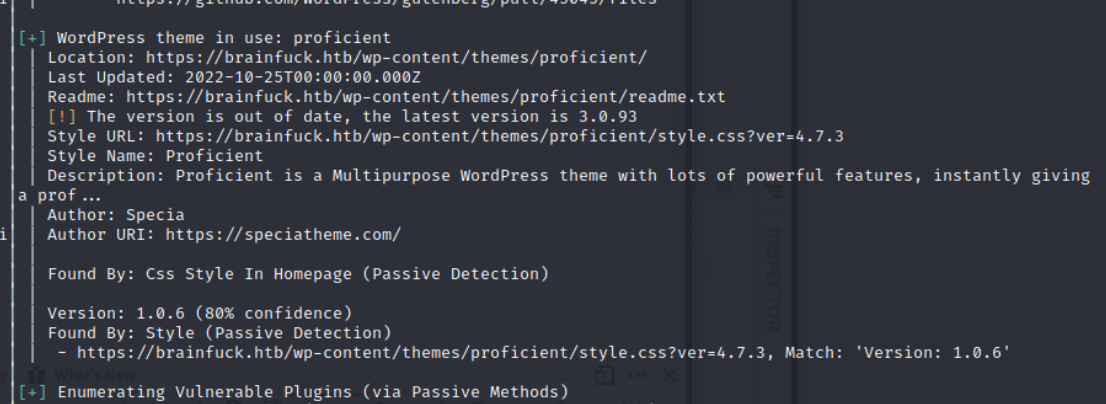 https://github.com/WordPress/gutenberg/pull/45045/files
[+] WordPress theme in use: proficient
| Location: https://brainfuck.htb/wp-content/themes/proficient/
| Last Updated: 2022-10-25T00:00:00.000Z
| Readme: https://brainfuck.htb/wp-content/themes/proficient/readme.txt
| [!] The version is out of date, the latest version is 3.0.93
| Style URL: https://brainfuck.htb/wp-content/themes/proficient/style.css?ver=4.7.3
| Style Name: Proficient
| Description: Proficient is a Multipurpose WordPress theme with lots of powerful features, instantly giving
a prof...
| Author: Specia
i| | Author URI: https://speciatheme.com/
|
| Found By: Css Style In Homepage (Passive Detection)
|
| Version: 1.0.6 (80% confidence)
| Found By: Style (Passive Detection)
|  - https://brainfuck.htb/wp-content/themes/proficient/style.css?ver=4.7.3, Match: 'Version: 1.0.6'
What's New
[+] Enumerating Vulnerable Plugins (via Passive Methods)
INSPECTOR